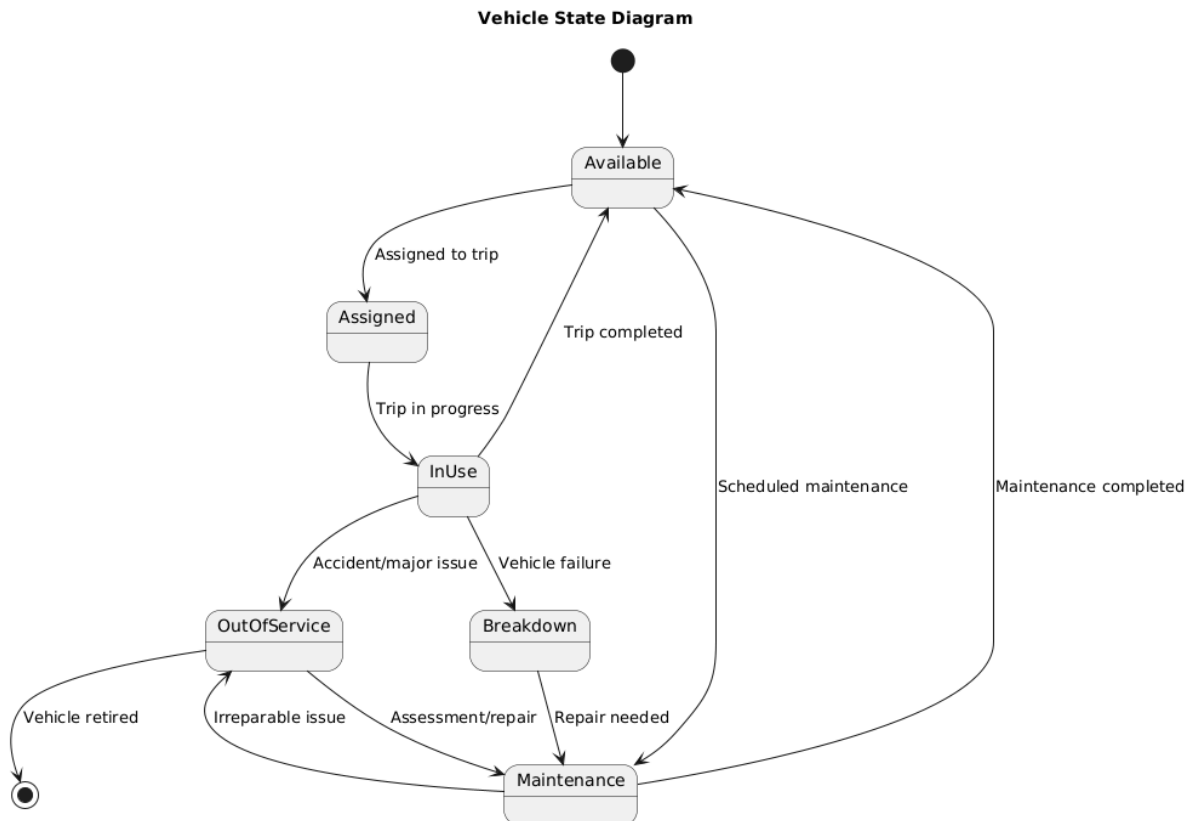 Vehicle State Diagram
Available
Assigned to trip
Assigned
Trip completed
Trip in progress
InUse
Scheduled maintenance
Maintenance completed
Accident/major issue
Vehicle failure
OutOfService
Breakdown
Vehicle retired
Irreparable issue
Assessment/repair
Repair needed
Maintenance